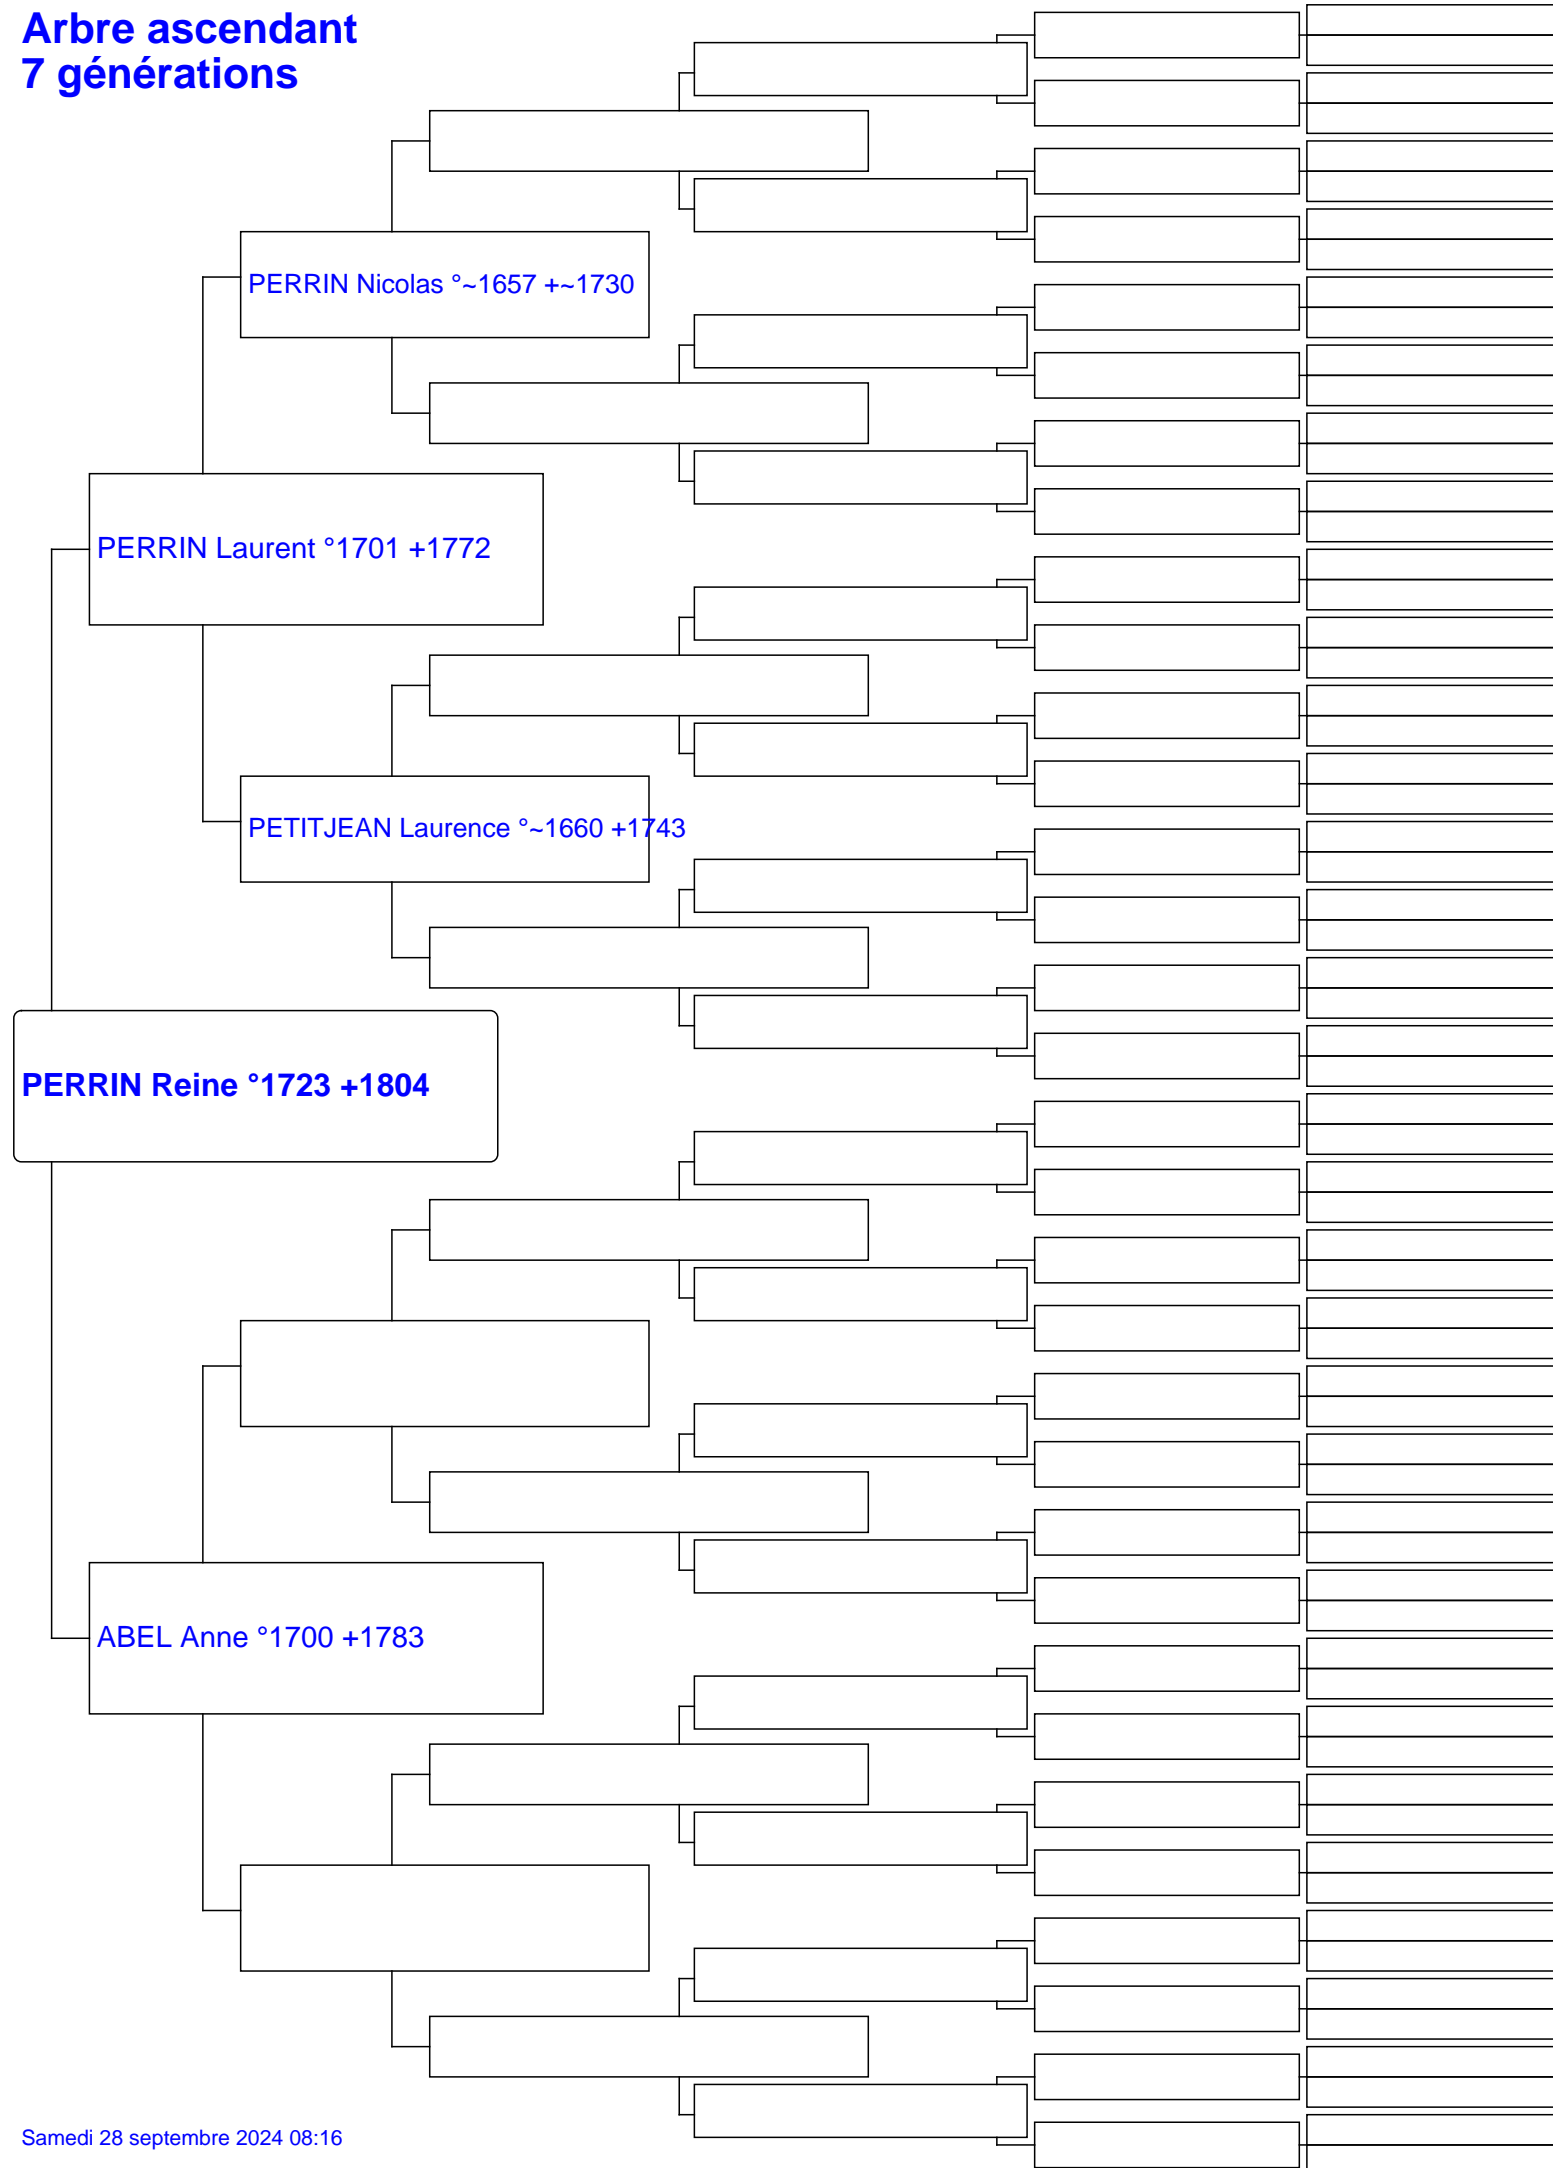 Arbre ascendant
7 générations
PERRIN Nicolas °~1657 +~1730
PERRIN Laurent °1701 +1772
PETITJEAN Laurence °~1660 +1743
PERRIN Reine °1723 +1804
ABEL Anne °1700 +1783
Samedi 28 septembre 2024 08:16